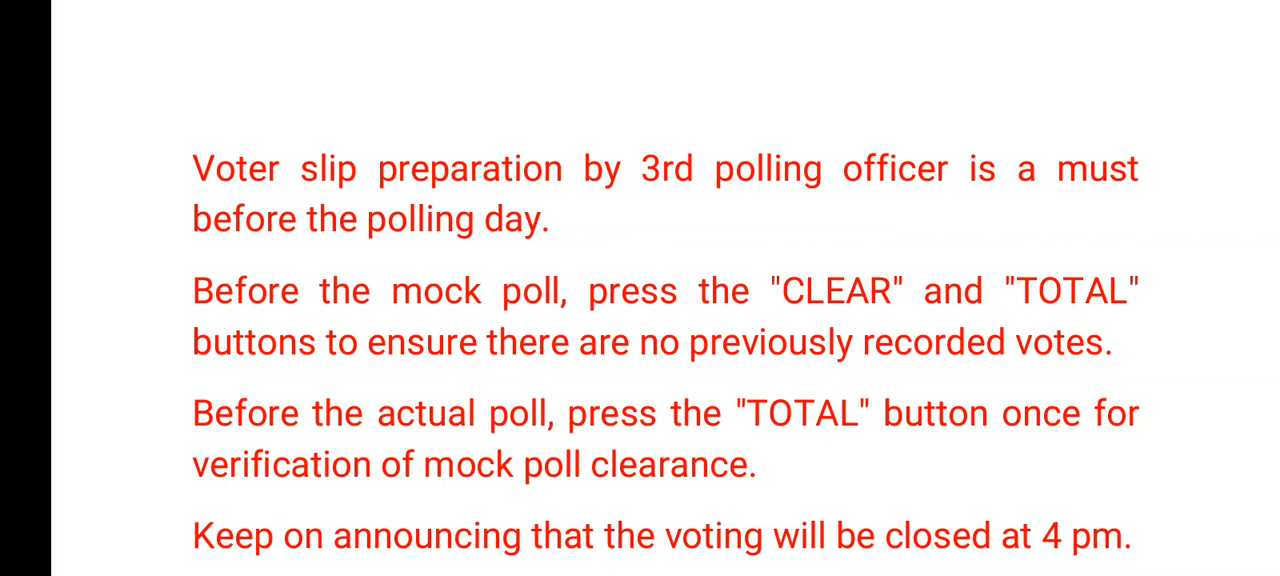 Voter slip preparation by 3rd polling officer is a must
before the polling day.
Before the mock poll, press the "CLEAR" and "TOTAL"
buttons to ensure there are no previously recorded votes.
Before the actual poll, press the "TOTAL" button once for
verification of mock poll clearance.
Keep on announcing that the voting will be closed at 4 pm.